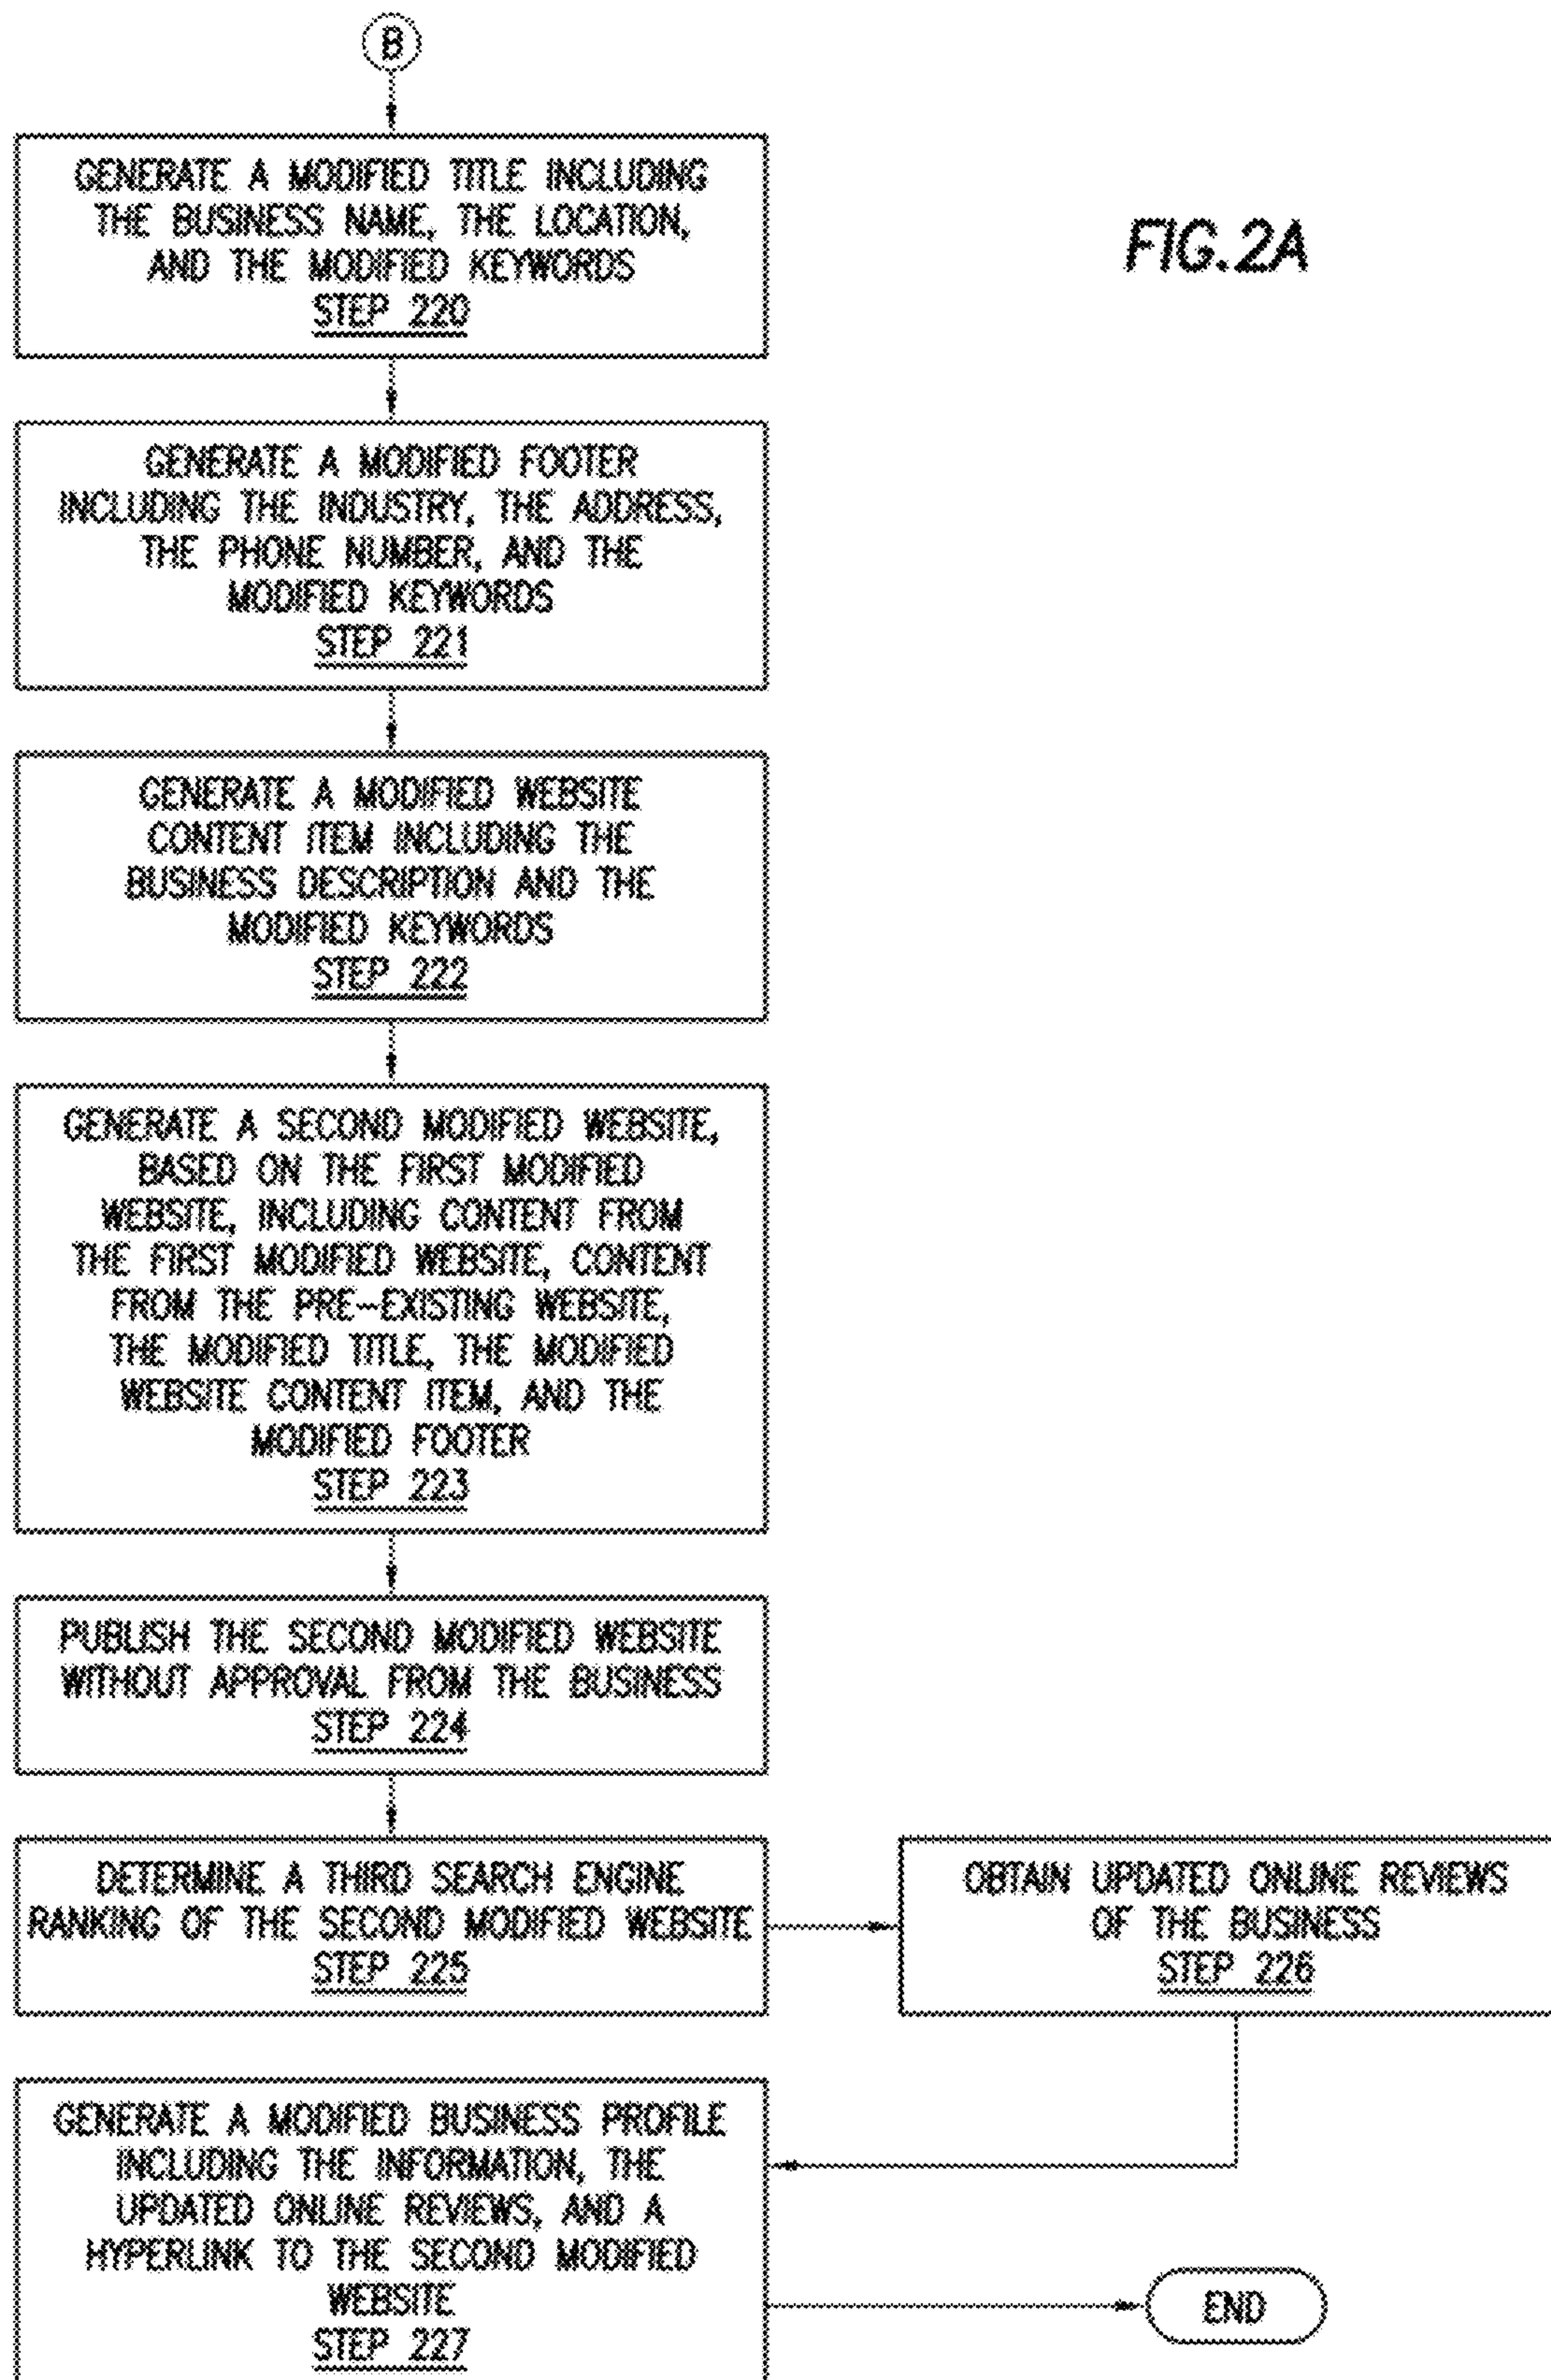 B
GENERATE A MODIFIED TITLE INCLUDING
THE BUSINESS NAME, THE LOCATION,
AND THE MODIFIED KEYWORDS
STEP 220
FIG.2A
GENERATE A MODIFIED FOOTER
INCLUDING THE INDUSTRY, THE ADDRESS,
THE PHONE NUMBER, AND THE
MODIFIED KEYWORDS
STEP 221
GENERATE A MODIFIED WEBSITE
CONTENT ITEM INCLUDING THE
BUSINESS DESCRIPTION AND THE
MODIFIED KEYWORDS
STEP 222
GENERATE A SECOND MODIFIED WEBSITE,
BASED ON THE FIRST MODIFIED
WEBSITE, INCLUDING CONTENT FROM
THE FIRST MODIFIED WEBSITE, CONTENT
FROM THE PRE-EXISTING WEBSITE,
THE MODIFIED TITLE, THE MODIFIED
WEBSITE CONTENT ITEM, AND THE
MODIFIED FOOTER
STEP 223
PUBLISH THE SECOND MODIFIED WEBSITE
WITHOUT APPROVAL FROM THE BUSINESS
STEP 224
DETERMINE A THIRD SEARCH ENGINE
RANKING OF THE SECOND MODIFIED WEBSITE
STEP 225
OBTAIN UPDATED ONLINE REVIEWS
OF THE BUSINESS
STEP 226
GENERATE A MODIFIED BUSINESS PROFILE
INCLUDING THE INFORMATION, THE
UPDATED ONLINE REVIEWS, AND A
HYPERLINK TO THE SECOND MODIFIED
WEBSITE
STEP 227
END